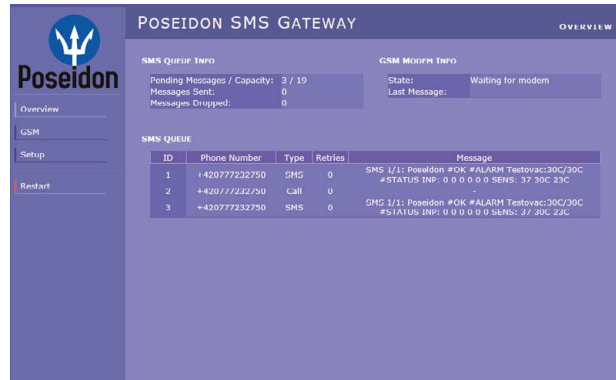 POSEIDON SMS GATEWAY
OVERVIEW
Poseidon
Overview
GSM
Setup
Restart
SMS QUEUE INFO
Pending Messages / Capacity: 3 / 19
Messages Sent: 0
Messages Dropped: 0
GSM MODEM INFO
State: Waiting for modem
Last Message:
SMS QUEUE
ID Phone Number Type Retries Message
1 +420777232750 SMS 0 SMS 1/1: Poseidon #OK #ALARM Testovac:30C/30C
#STATUS INP: 0 0 0 0 0 0 SENS: 37 30C 23C
2 +420777232750 Call 0 -
3 +420777232750 SMS 0 SMS 1/1: Poseidon #OK #ALARM Testovac:30C/30C
#STATUS INP: 0 0 0 0 0 0 SENS: 37 30C 23C